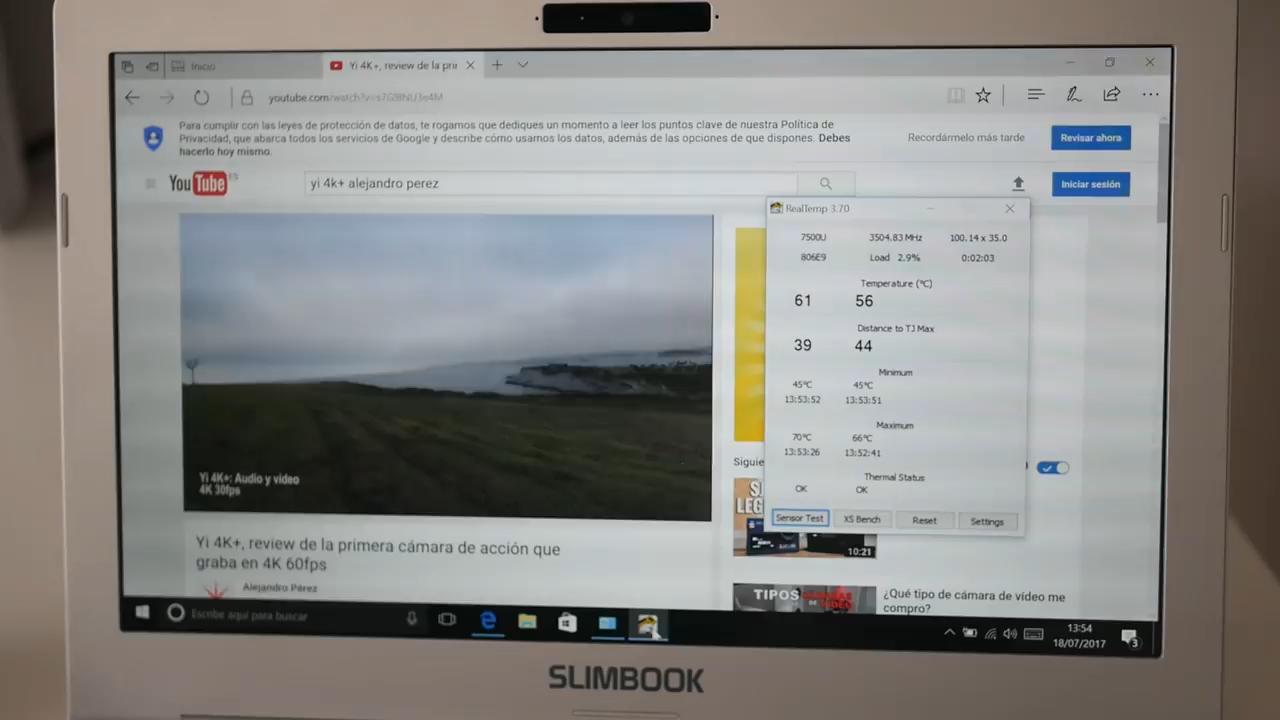 Inicio
Yi 4K+, review de la pri
youtube.com/watch?v=
Para cumplir con las leyes de protección de datos, te rogamos que dediques un momento a leer los puntos clave de nuestra Política de
Privacidad, que abarca todos los servicios de Google y describe cómo usamos los datos, además de las opciones de que dispones. Debes
hacerlo hoy mismo.
Recordármelo más tarde
Revisar ahora
YouTube ES
yi 4k+ alejandro perez
Iniciar sesión
RealTemp 3.70
7500U 3504.83 MHz 100.14 x 35.0
806E9 Load 2.9% 0:02:03
Temperature (°C)
61 56
Distance to TJ Max
39 44
Minimum
45°C 45°C
13:53:52 13:53:51
Maximum
70°C 66°C
13:53:26 13:52:41
Thermal Status
OK OK
Sensor Test XS Bench Reset Settings
Yi 4K+: Audio y video
4K 30fps
Siguie
10:21
Yi 4K+, review de la primera cámara de acción que
graba en 4K 60fps
Alejandro Pérez
TIPOS
¿Qué tipo de cámara de vídeo me
compro?
Escribe aquí para buscar
13:54
18/07/2017
3
SLIMBOOK